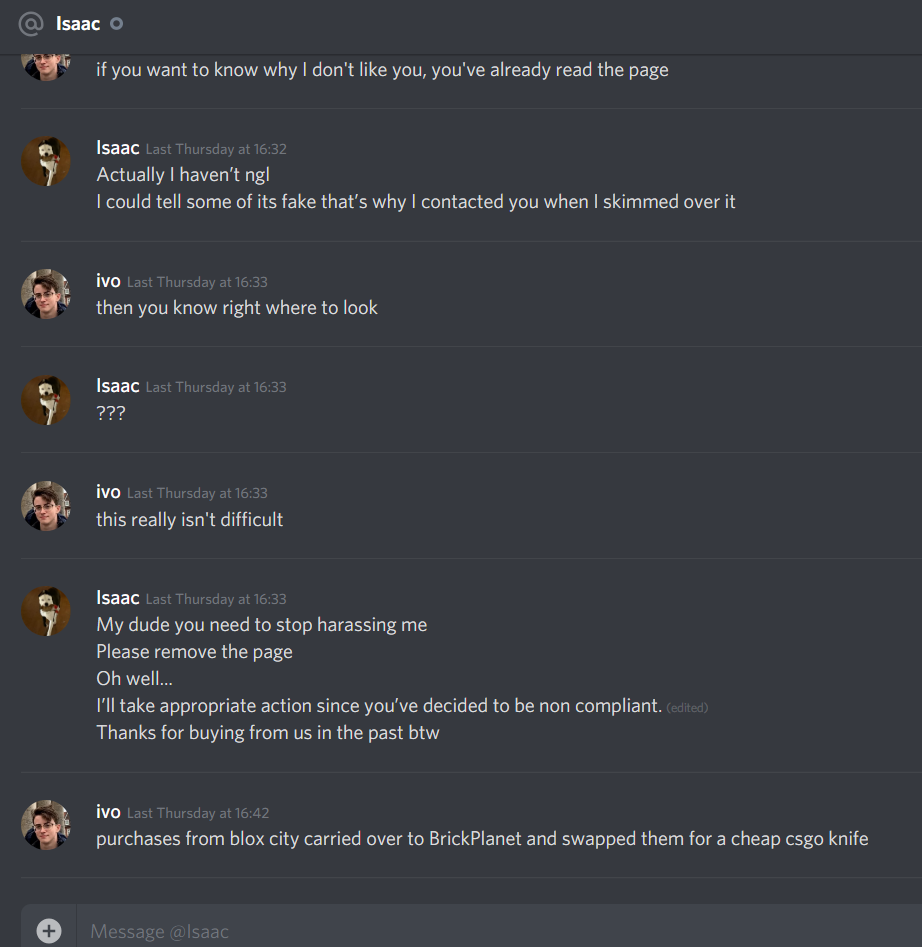 @ Isaac
if you want to know why I don't like you, you've already read the page
Isaac Last Thursday at 16:32
Actually I haven’t ngl
I could tell some of its fake that’s why I contacted you when I skimmed over it
ivo Last Thursday at 16:33
then you know right where to look
Isaac Last Thursday at 16:33
???
ivo Last Thursday at 16:33
this really isn't difficult
Isaac Last Thursday at 16:33
My dude you need to stop harassing me
Please remove the page
Oh well...
I’ll take appropriate action since you’ve decided to be non compliant. (edited)
Thanks for buying from us in the past btw
ivo Last Thursday at 16:42
purchases from blox city carried over to BrickPlanet and swapped them for a cheap csgo knife
Message @Isaac